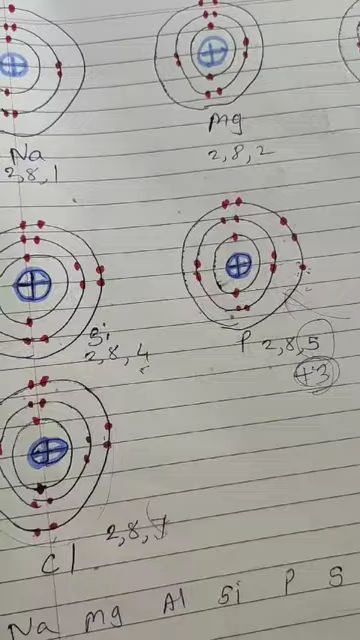 Na
2,8,1
Mg
2,8,2
Si
2,8,4
P 2,8,5
+3
Cl
2,8,7
Na Mg Al Si P S